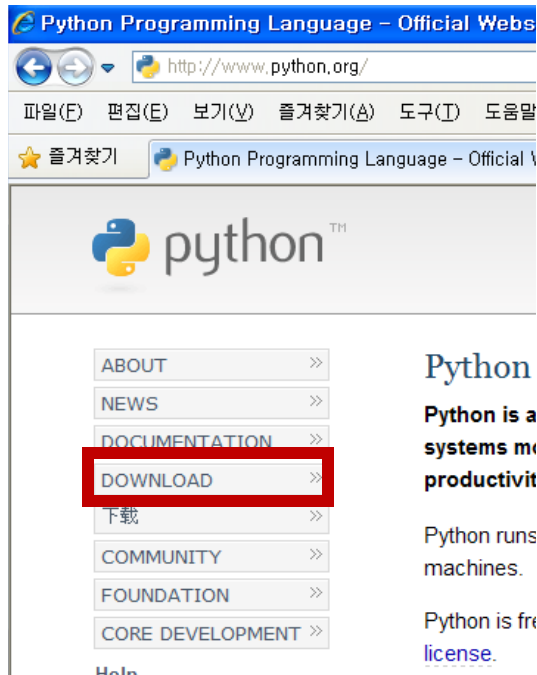 Python Programming Language – Official Webs
http://www.python.org/
파일(F) 편집(E) 보기(V) 즐겨찾기(A) 도구(T) 도움말
즐겨찾기 Python Programming Language – Official
python™
ABOUT
NEWS
DOCUMENTATION
DOWNLOAD
下载
COMMUNITY
FOUNDATION
CORE DEVELOPMENT
Help
Python
Python is a
systems mo
productivit
Python runs
machines.
Python is fre
license.